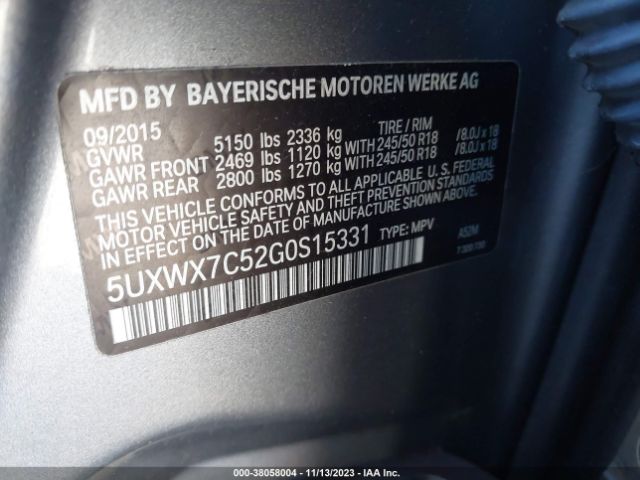 MFD BY BAYERISCHE MOTOREN WERKE AG
09/2015 5150 lbs 2336 kg TIRE / RIM
GVWR
GAWR FRONT 2469 lbs 1120 kg WITH 245/50 R18 /8.0J x 18
GAWR REAR 2800 lbs 1270 kg WITH 245/50 R18 /8.0J x 18
THIS VEHICLE CONFORMS TO ALL APPLICABLE U. S. FEDERAL
MOTOR VEHICLE SAFETY AND THEFT PREVENTION STANDARDS
IN EFFECT ON THE DATE OF MANUFACTURE SHOWN ABOVE.
5UXWX7C52G0S15331 TYPE: MPV A52M
000-38058004 | 11/13/2023 - IAA Inc.